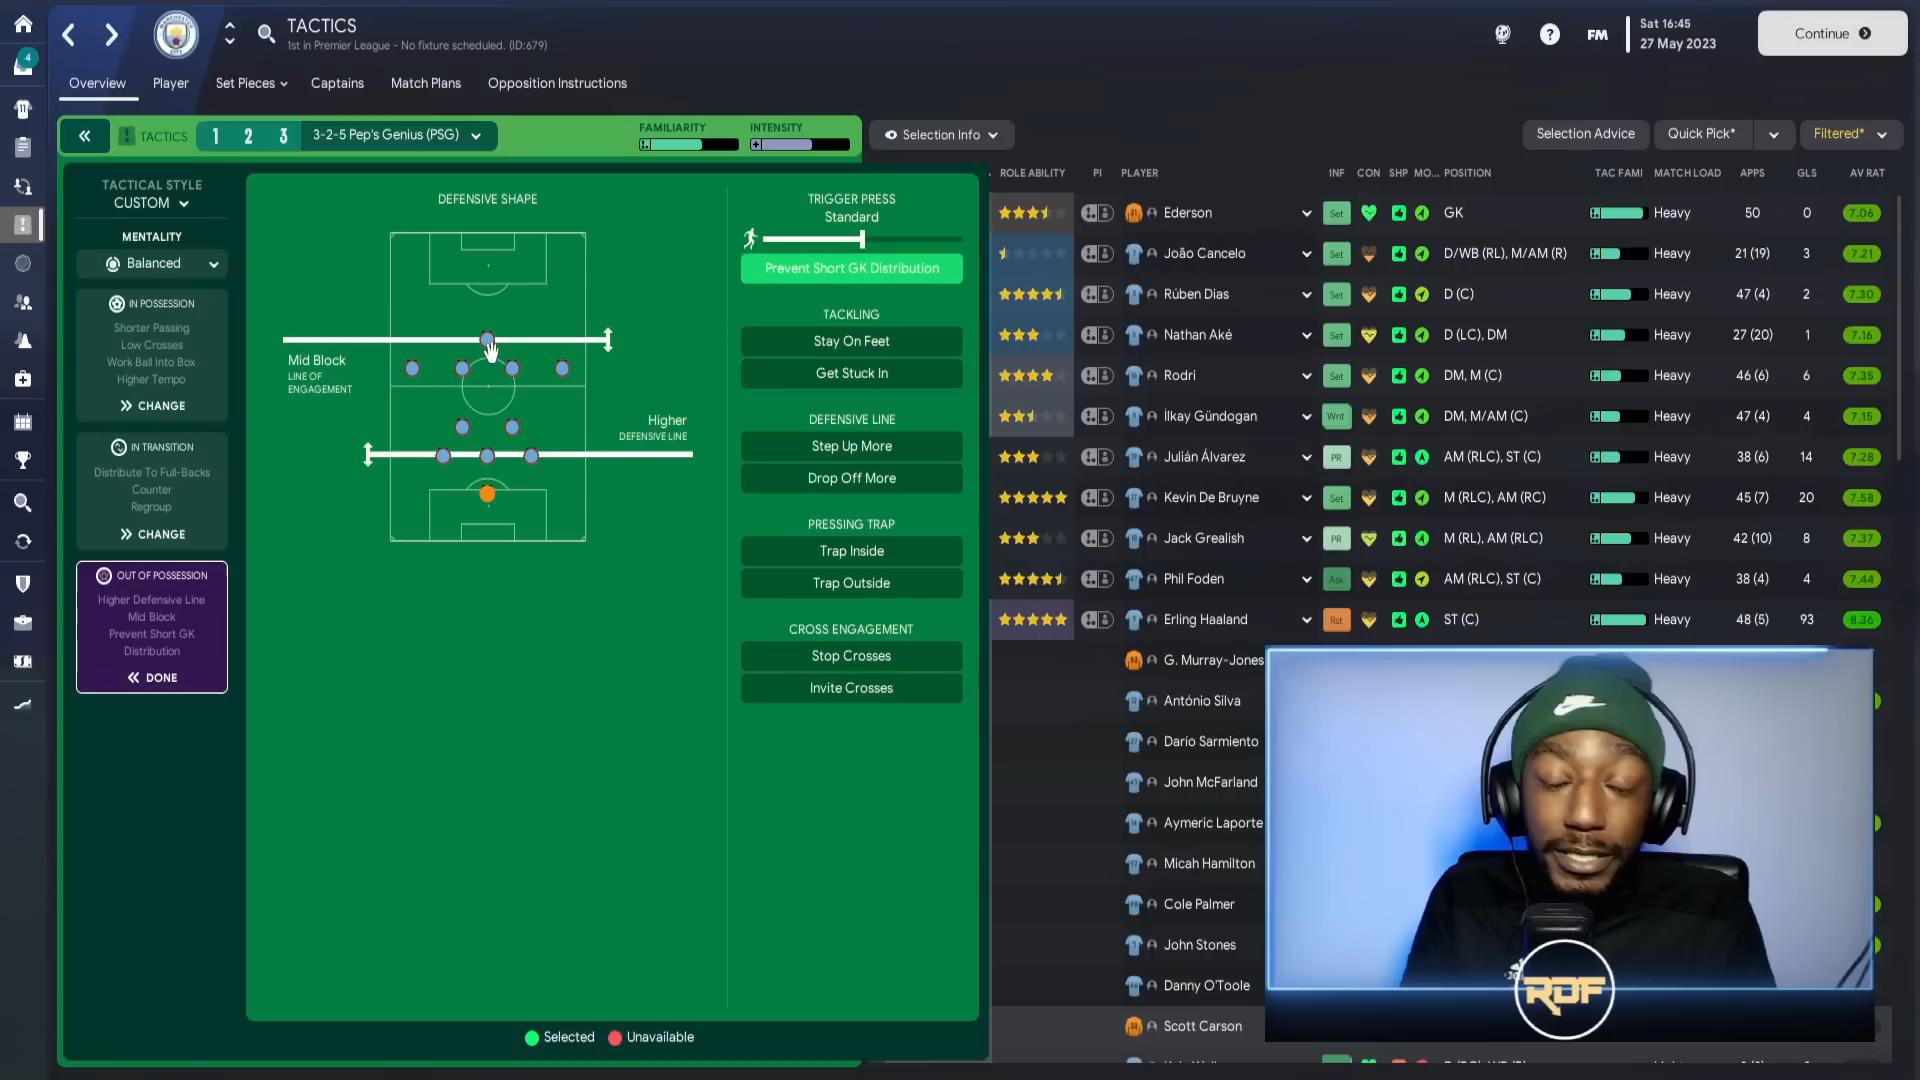 TACTICS
1st in Premier League - No fixture scheduled. (ID:679)
FM
Sat 16:45
27 May 2023
Continue
4
Overview
Player
Set Pieces
Captains
Match Plans
Opposition Instructions
TACTICS
1 2 3
3-2-5 Pep's Genius (PSG)
FAMILIARITY
INTENSITY
Selection Info
Selection Advice
Quick Pick*
Filtered*
TACTICAL STYLE
CUSTOM
MENTALITY
Balanced
IN POSSESSION
Shorter Passing
Low Crosses
Work Ball Into Box
Higher Tempo
CHANGE
IN TRANSITION
Distribute To Full-Backs
Counter
Regroup
CHANGE
OUT OF POSSESSION
Higher Defensive Line
Mid Block
Prevent Short GK
Distribution
DONE
DEFENSIVE SHAPE
Mid Block
LINE OF
ENGAGEMENT
Higher
DEFENSIVE LINE
TRIGGER PRESS
Standard
Prevent Short GK Distribution
TACKLING
Stay On Feet
Get Stuck In
DEFENSIVE LINE
Step Up More
Drop Off More
PRESSING TRAP
Trap Inside
Trap Outside
CROSS ENGAGEMENT
Stop Crosses
Invite Crosses
Selected
Unavailable
ROLE ABILITY PI PLAYER INF CON SHP MO... POSITION TAC FAMI MATCH LOAD APPS GLS AV RAT
Ederson Set GK Heavy 50 0 7.06
João Cancelo Set D/WB (RL), M/AM (R) Heavy 21 (19) 3 7.21
Rúben Dias Set D (C) Heavy 47 (4) 2 7.30
Nathan Aké Set D (LC), DM Heavy 27 (20) 1 7.16
Rodri Set DM, M (C) Heavy 46 (6) 6 7.35
İlkay Gündogan Wnt DM, M/AM (C) Heavy 47 (4) 4 7.15
Julián Álvarez PR AM (RLC), ST (C) Heavy 38 (6) 14 7.28
Kevin De Bruyne Set M (RLC), AM (RC) Heavy 45 (7) 20 7.58
Jack Grealish PR M (RL), AM (RLC) Heavy 42 (10) 8 7.37
Phil Foden Ask AM (RLC), ST (C) Heavy 38 (4) 4 7.44
Erling Haaland Rst ST (C) Heavy 48 (5) 93 8.36
G. Murray-Jones
António Silva
Darío Sarmiento
John McFarland
Aymeric Laporte
Micah Hamilton
Cole Palmer
John Stones
Danny O'Toole
Scott Carson
RDF